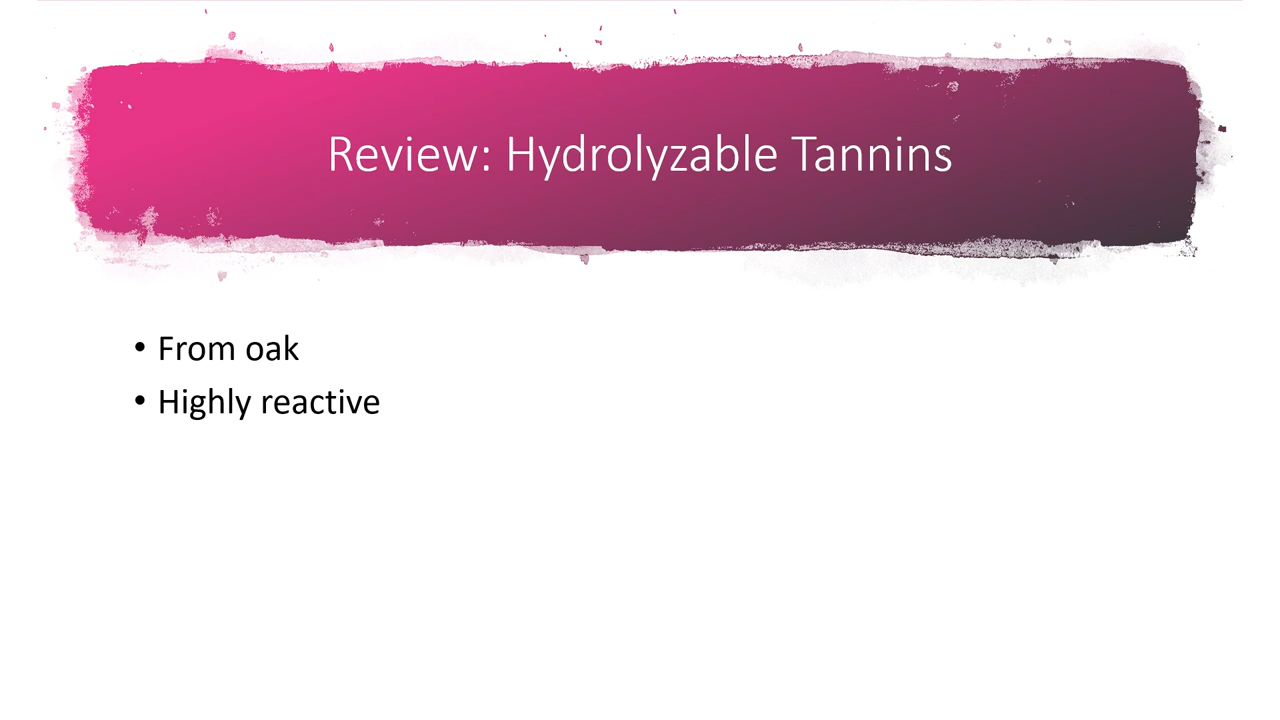 Review: Hydrolyzable Tannins
• From oak
• Highly reactive